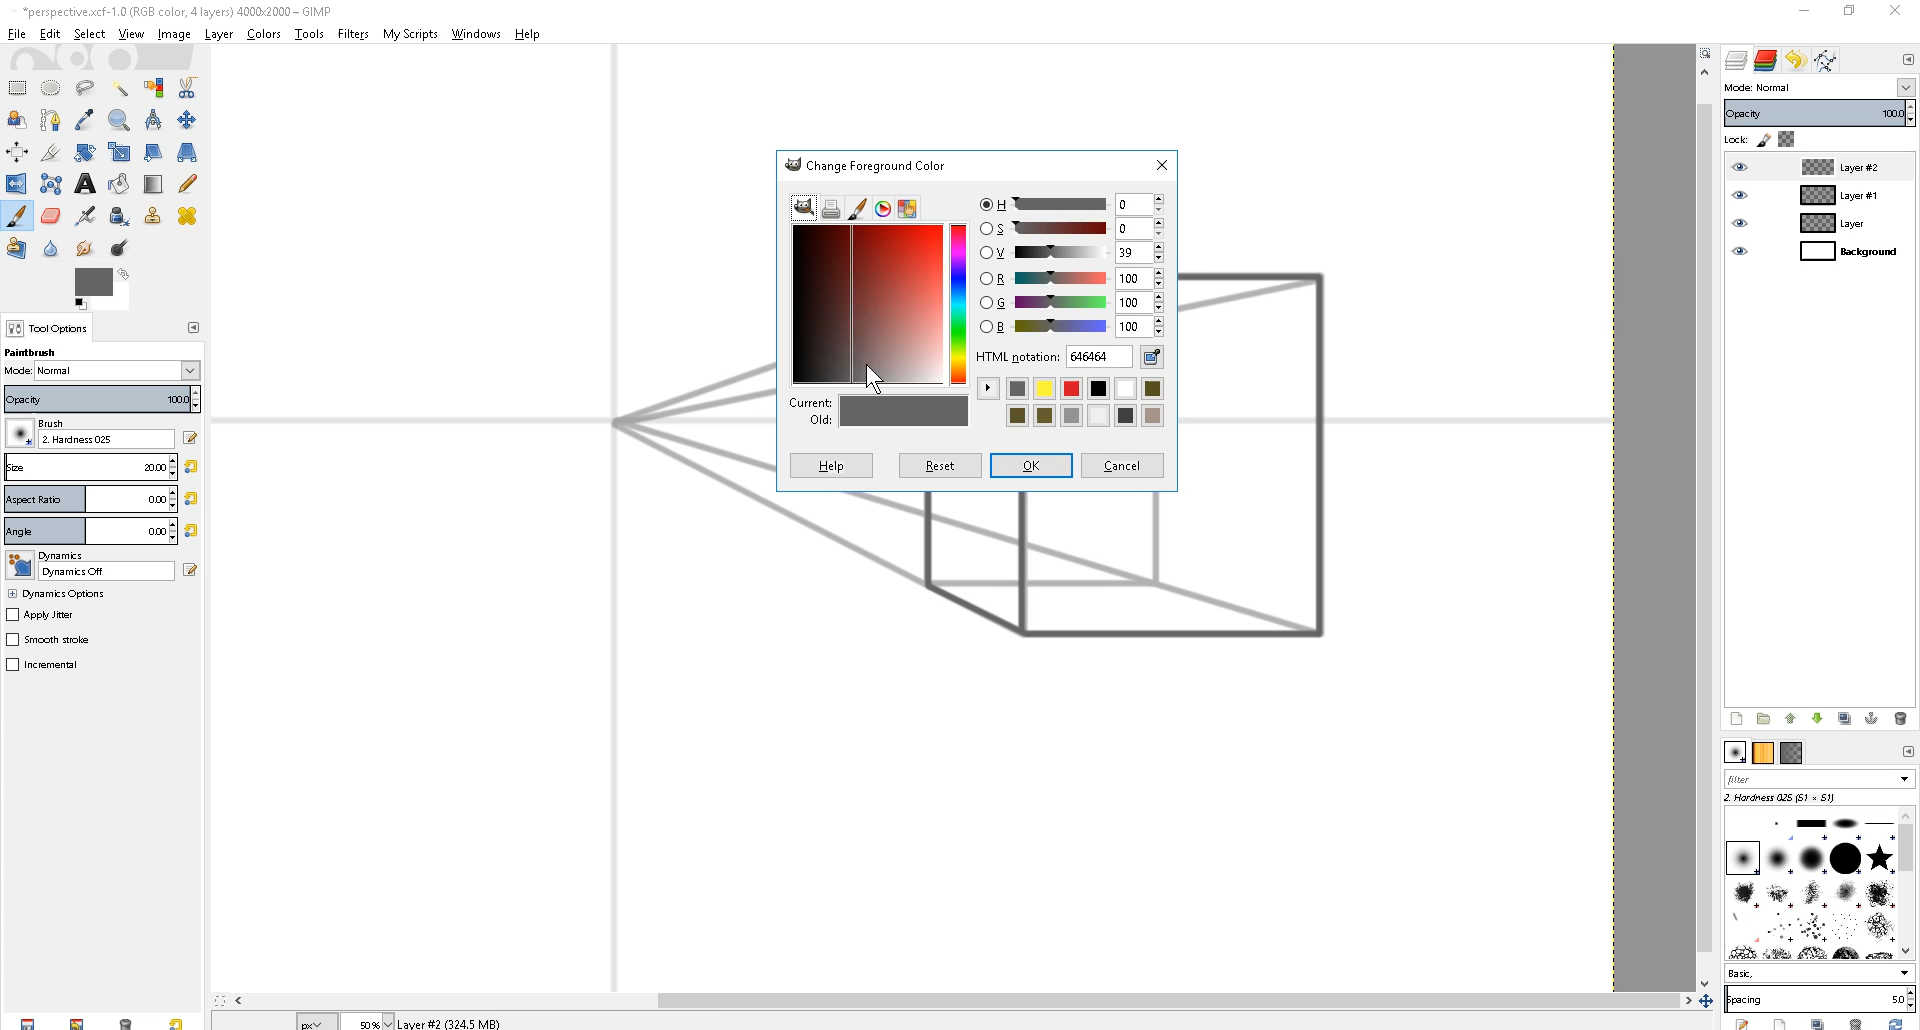 *perspective.xcf-1.0 (RGB color, 4 layers) 4000x2000 – GIMP
File Edit Select View Image Layer Colors Tools Filters My Scripts Windows Help
Tool Options
Paintbrush
Mode: Normal
Opacity 100.0
Brush
2. Hardness 025
Size 20.00
Aspect Ratio 0.00
Angle 0.00
Dynamics
Dynamics Off
Dynamics Options
Apply Jitter
Smooth stroke
Incremental
Change Foreground Color
H 0
S 0
V 39
R 100
G 100
B 100
HTML notation: 646464
Current:
Old:
Help Reset OK Cancel
px 50 % Layer #2 (324.5 MB)
Mode: Normal
Opacity 100.0
Lock:
Layer #2
Layer #1
Layer
Background
filter
2. Hardness 025 (51 × 51)
Basic,
Spacing 5.0